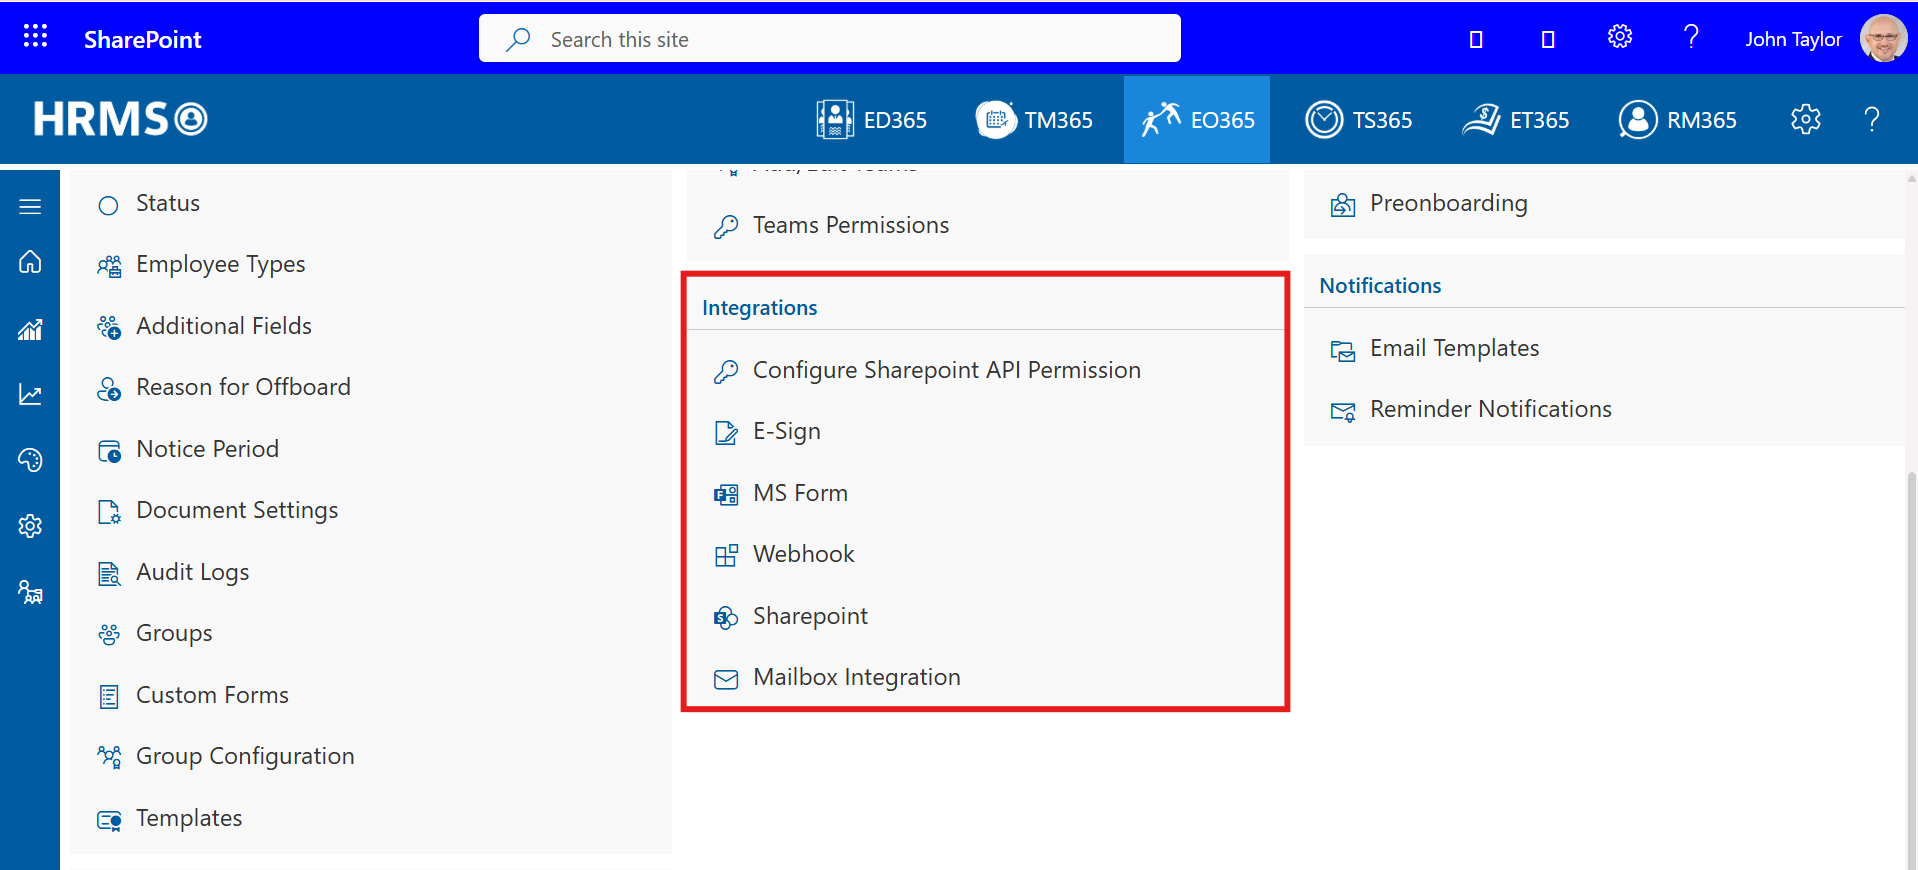 SharePoint
Search this site
John Taylor
HRMS
ED365
TM365
EO365
TS365
ET365
RM365
Status
Employee Types
Additional Fields
Reason for Offboard
Notice Period
Document Settings
Audit Logs
Groups
Custom Forms
Group Configuration
Templates
Teams Permissions
Integrations
Configure Sharepoint API Permission
E-Sign
MS Form
Webhook
Sharepoint
Mailbox Integration
Preonboarding
Notifications
Email Templates
Reminder Notifications